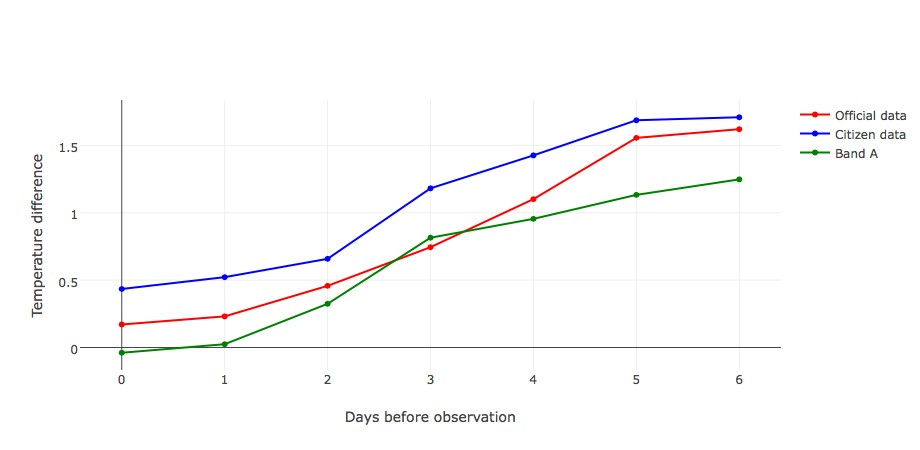 Official data
Citizen data
Band A
1.5
1
0.5
0
Temperature difference
0 1 2 3 4 5 6
Days before observation